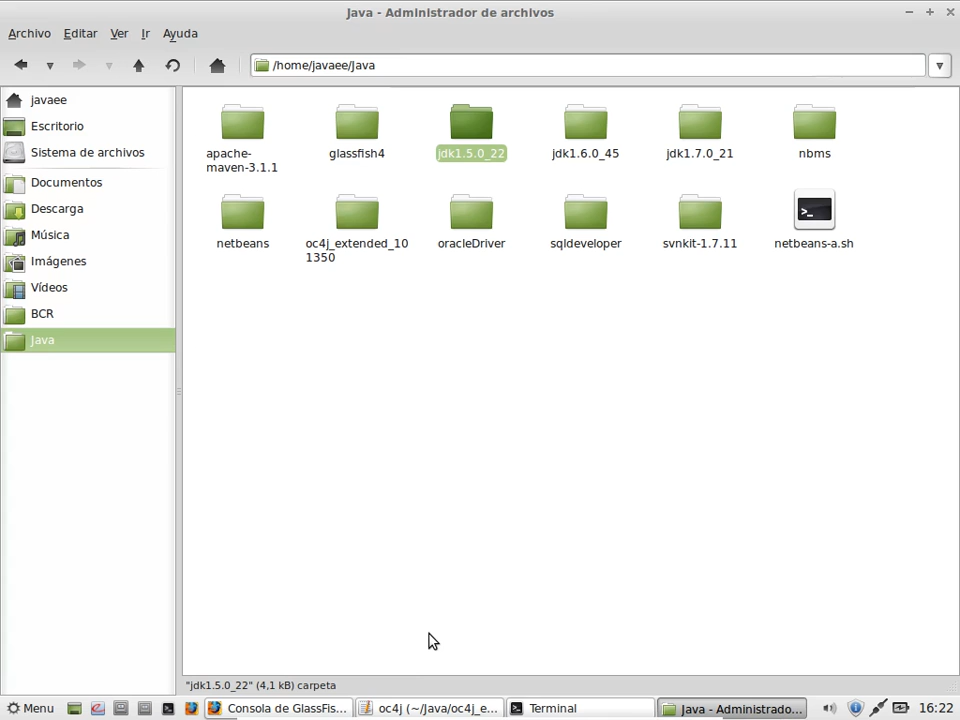 Java - Administrador de archivos
Archivo Editar Ver Ir Ayuda
/home/javaee/Java
javaee
Escritorio
Sistema de archivos
Documentos
Descarga
Música
Imágenes
Vídeos
BCR
Java
apache-
maven-3.1.1
glassfish4
jdk1.5.0_22
jdk1.6.0_45
jdk1.7.0_21
nbms
netbeans
oc4j_extended_10
1350
oracleDriver
sqldeveloper
svnkit-1.7.11
netbeans-a.sh
"jdk1.5.0_22" (4,1 kB) carpeta
Menu
Consola de GlassFis...
oc4j (~/Java/oc4j_e...
Terminal
Java - Administrado...
16:22